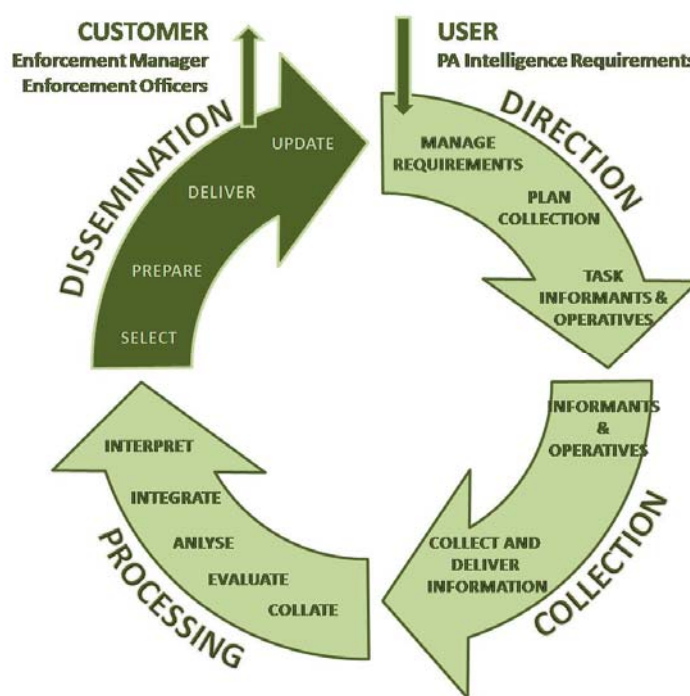 CUSTOMER
Enforcement Manager
Enforcement Officers
USER
PA Intelligence Requirements
DIRECTION
MANAGE
REQUIREMENTS
PLAN
COLLECTION
TASK
INFORMANTS &
OPERATIVES
INFORMANTS
&
OPERATIVES
COLLECT AND
DELIVER
INFORMATION
COLLECTION
COLLATE
EVALUATE
ANLYSE
INTEGRATE
INTERPRET
PROCESSING
SELECT
PREPARE
DELIVER
UPDATE
DISSEMINATION